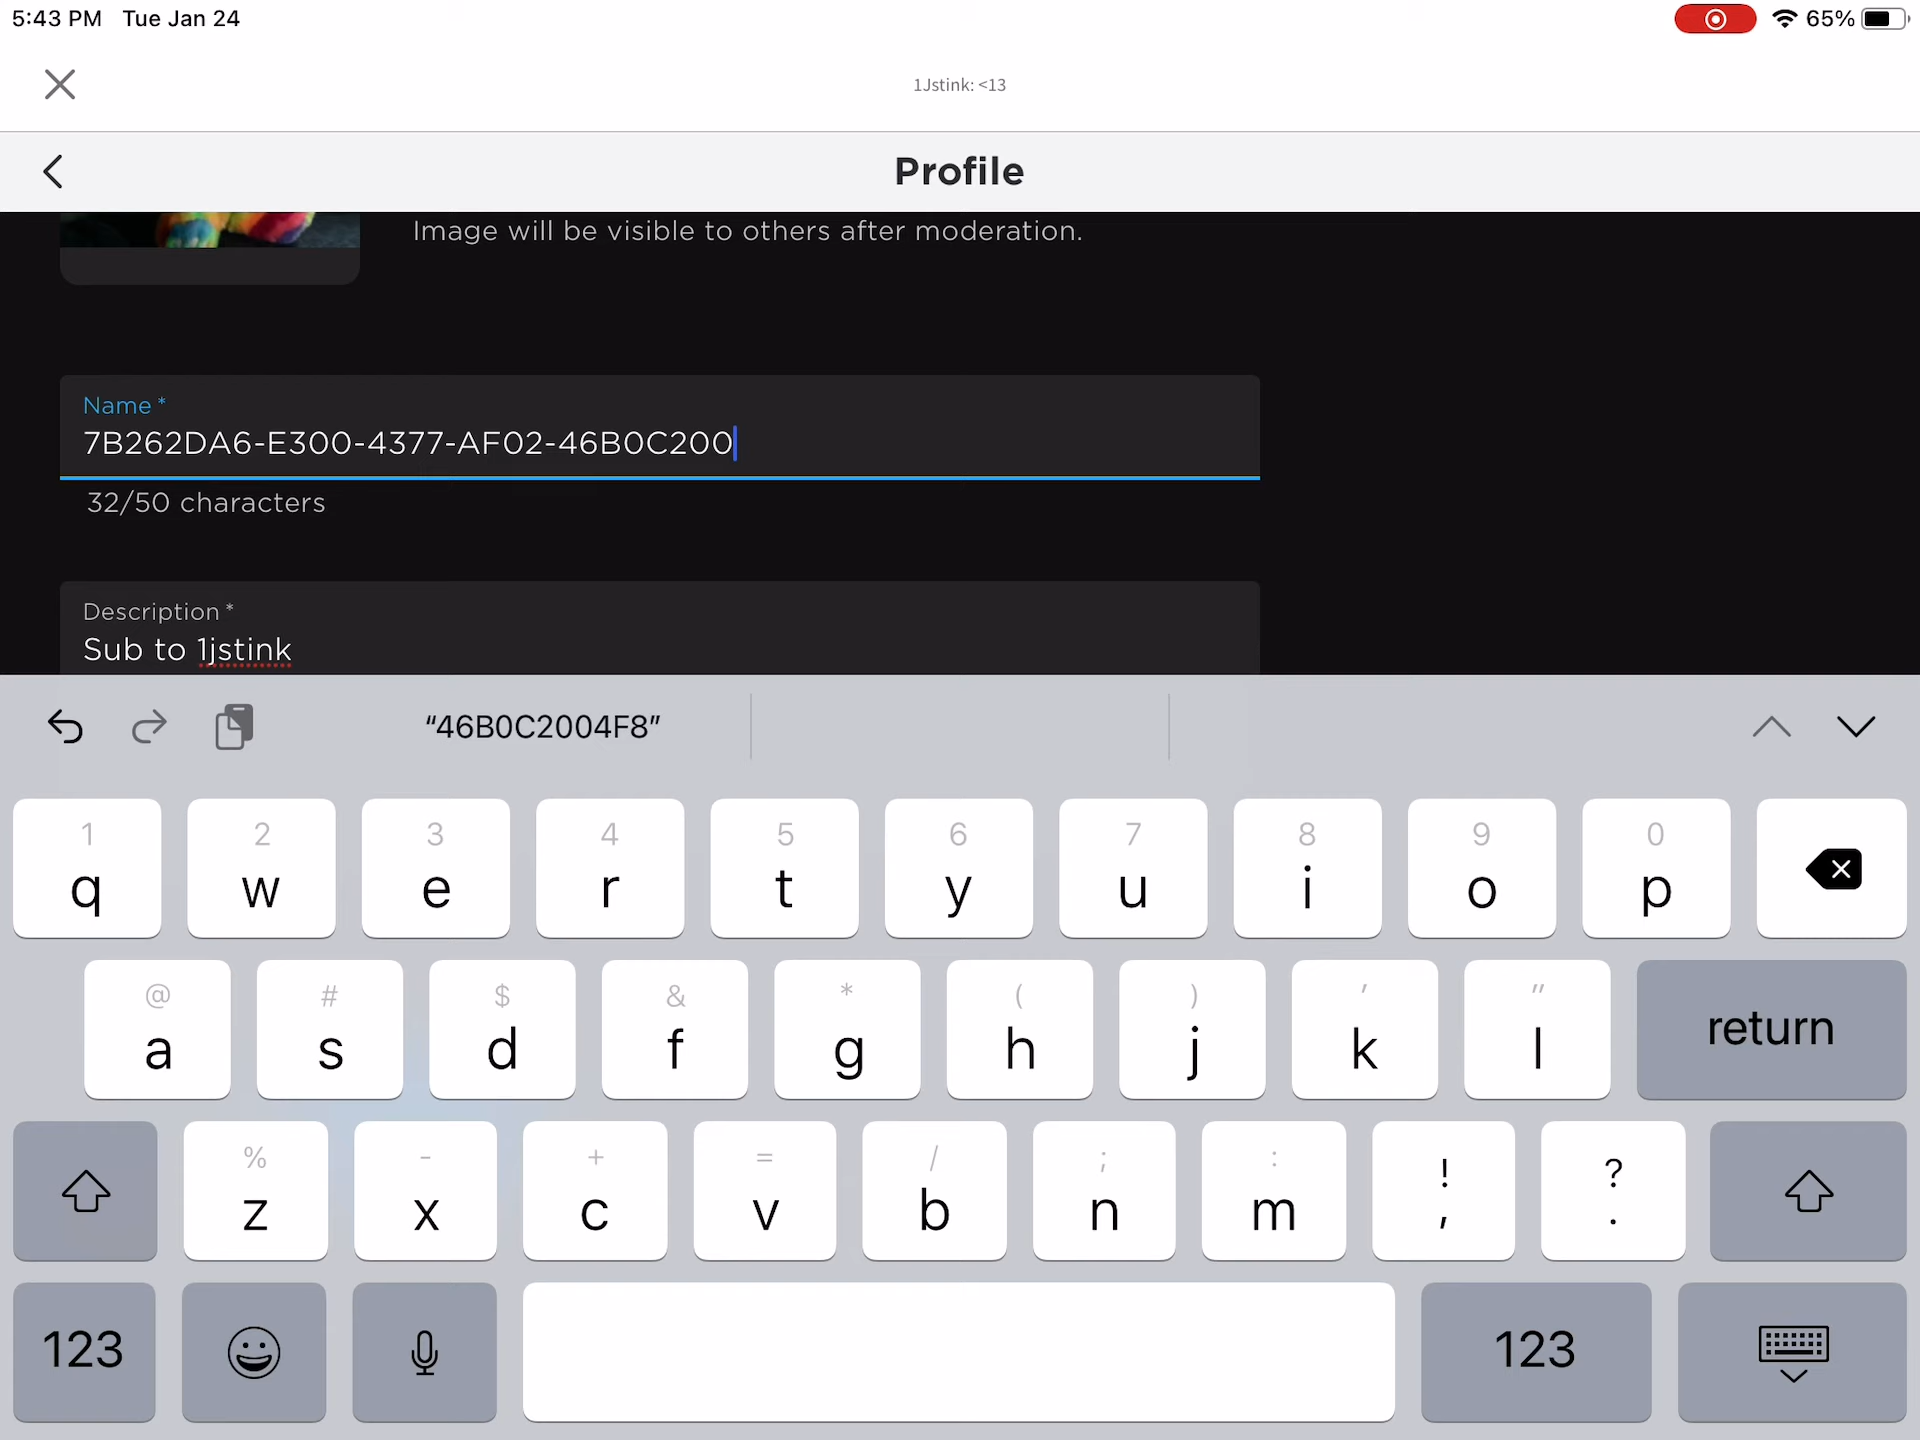 5:43 PM Tue Jan 24
65%
1Jstink: <13
Profile
Image will be visible to others after moderation.
Name *
7B262DA6-E300-4377-AF02-46B0C200
32/50 characters
Description *
Sub to 1jstink
“46B0C2004F8”
1 2 3 4 5 6 7 8 9 0
q w e r t y u i o p
@ # $ & * ( ) ' "
a s d f g h j k l return
% - + = / ; : ! ?
z x c v b n m , .
123 123